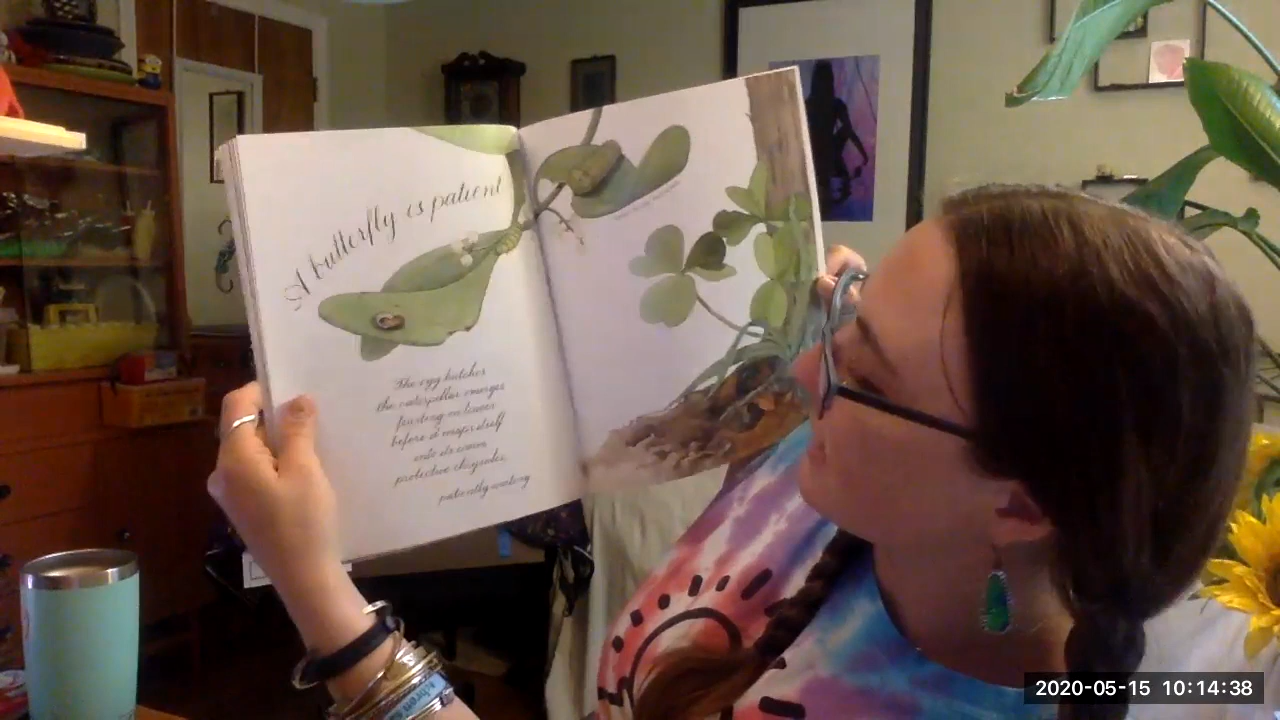 A butterfly is patient
The egg hatches
the caterpillar emerges
feasting on leaves
before it wraps itself
into its cocoon
protective chrysalis,
patiently waiting
2020-05-15 10:14:38